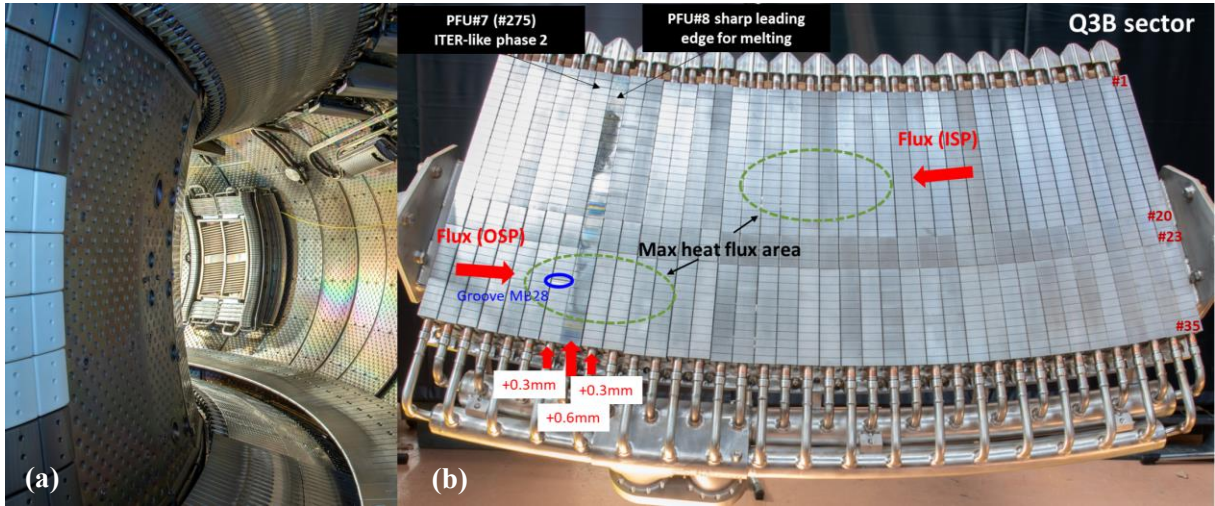 PFU#7 (#275)
ITER-like phase 2
PFU#8 sharp leading
edge for melting
Q3B sector
#1
Flux (ISP)
#20
#23
Max heat flux area
Flux (OSP)
Groove MB28
#35
+0.3mm
+0.3mm
+0.6mm
(a)
(b)